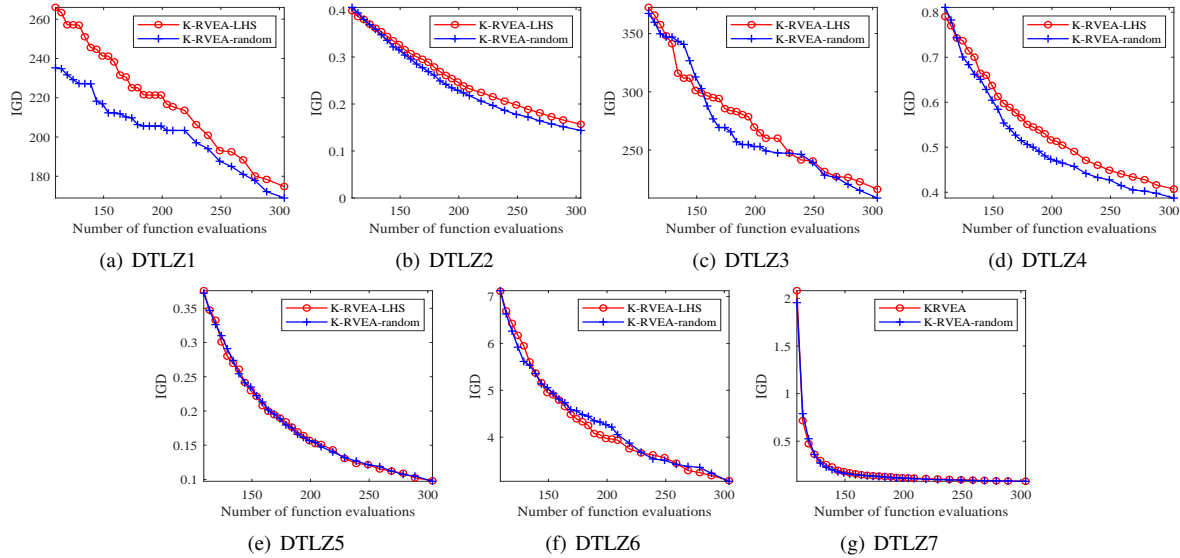 260
240
220
200
180
IGD
K-RVEA-LHS
K-RVEA-random
150
200
250
300
Number of function evaluations
(a) DTLZ1
0.4
0.3
0.2
0.1
0
IGD
K-RVEA-LHS
K-RVEA-random
150
200
250
300
Number of function evaluations
(b) DTLZ2
350
300
250
IGD
K-RVEA-LHS
K-RVEA-random
150
200
250
300
Number of function evaluations
(c) DTLZ3
0.8
0.7
0.6
0.5
0.4
IGD
K-RVEA-LHS
K-RVEA-random
150
200
250
300
Number of function evaluations
(d) DTLZ4
0.35
0.3
0.25
0.2
0.15
0.1
IGD
K-RVEA-LHS
K-RVEA-random
150
200
250
300
Number of function evaluations
(e) DTLZ5
7
6
5
4
IGD
K-RVEA-LHS
K-RVEA-random
150
200
250
300
Number of function evaluations
(f) DTLZ6
2
1.5
1
0.5
IGD
KRVEA
K-RVEA-random
150
200
250
300
Number of function evaluations
(g) DTLZ7